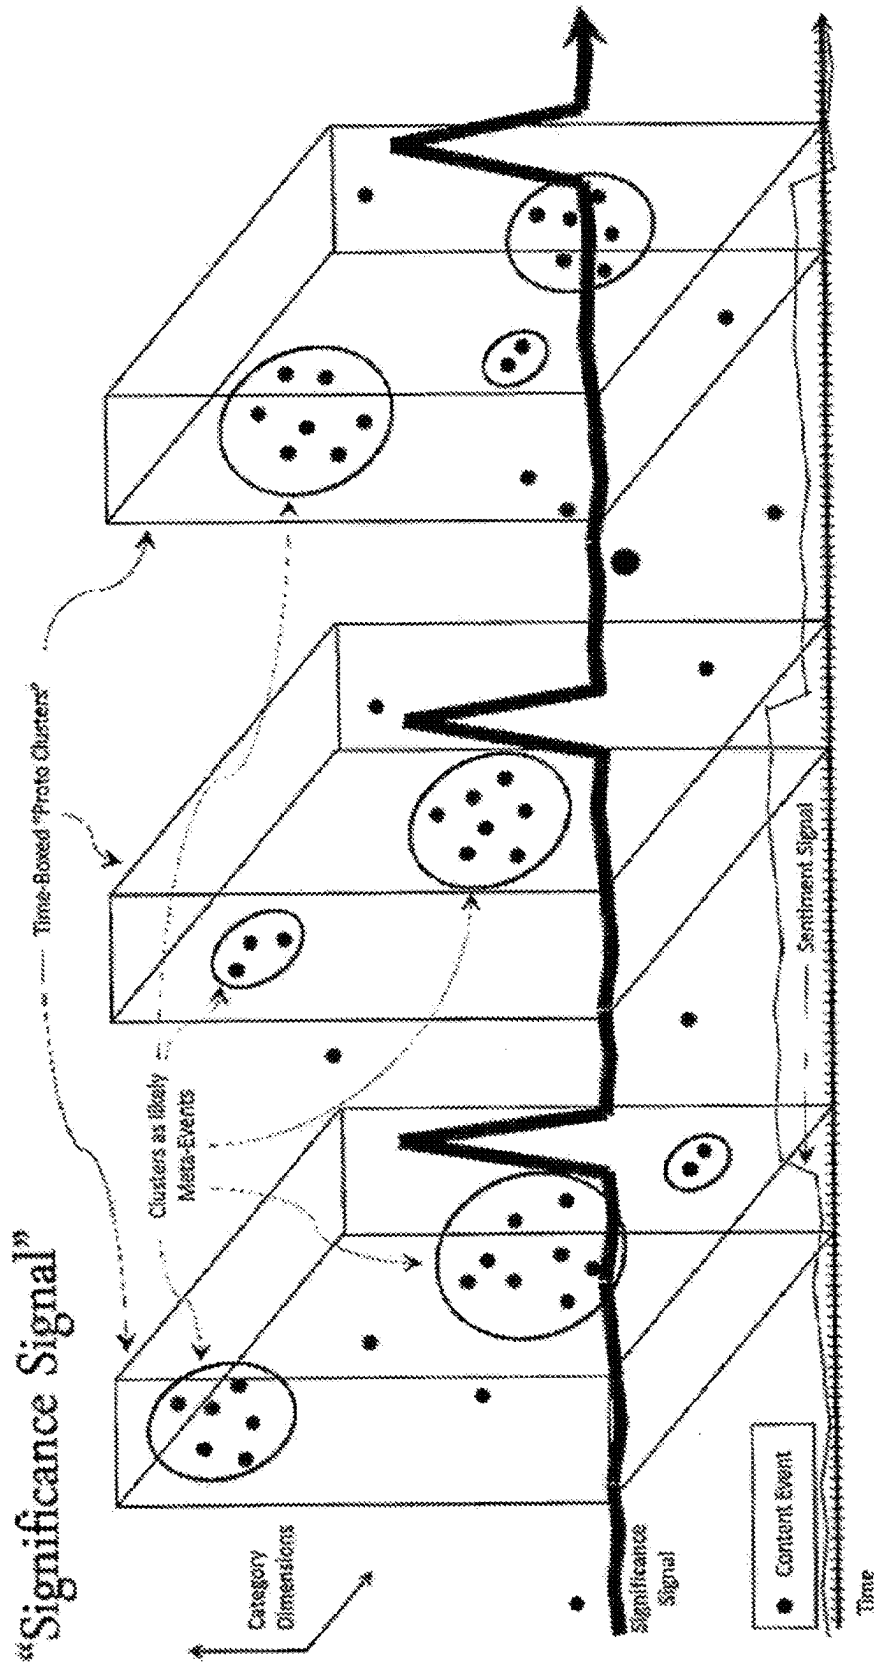 “Significance Signal”
Time-Boxed “Proto Clusters”
Clusters as likely
Meta-Events
Category
Dimensions
Significance
Signal
Sentiment Signal
Content Event
Time